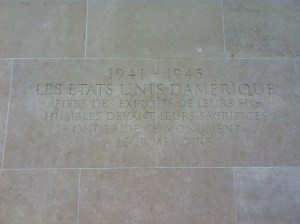 1941 - 1945
LES ETATS UNIS D'AMERIQUE
FIERS DES EXPLOITS DE LEURS FILS
HUMBLES DEVANT LEURS SACRIFICES
ONT ERIGE CE MONUMENT
A LEUR MEMOIRE